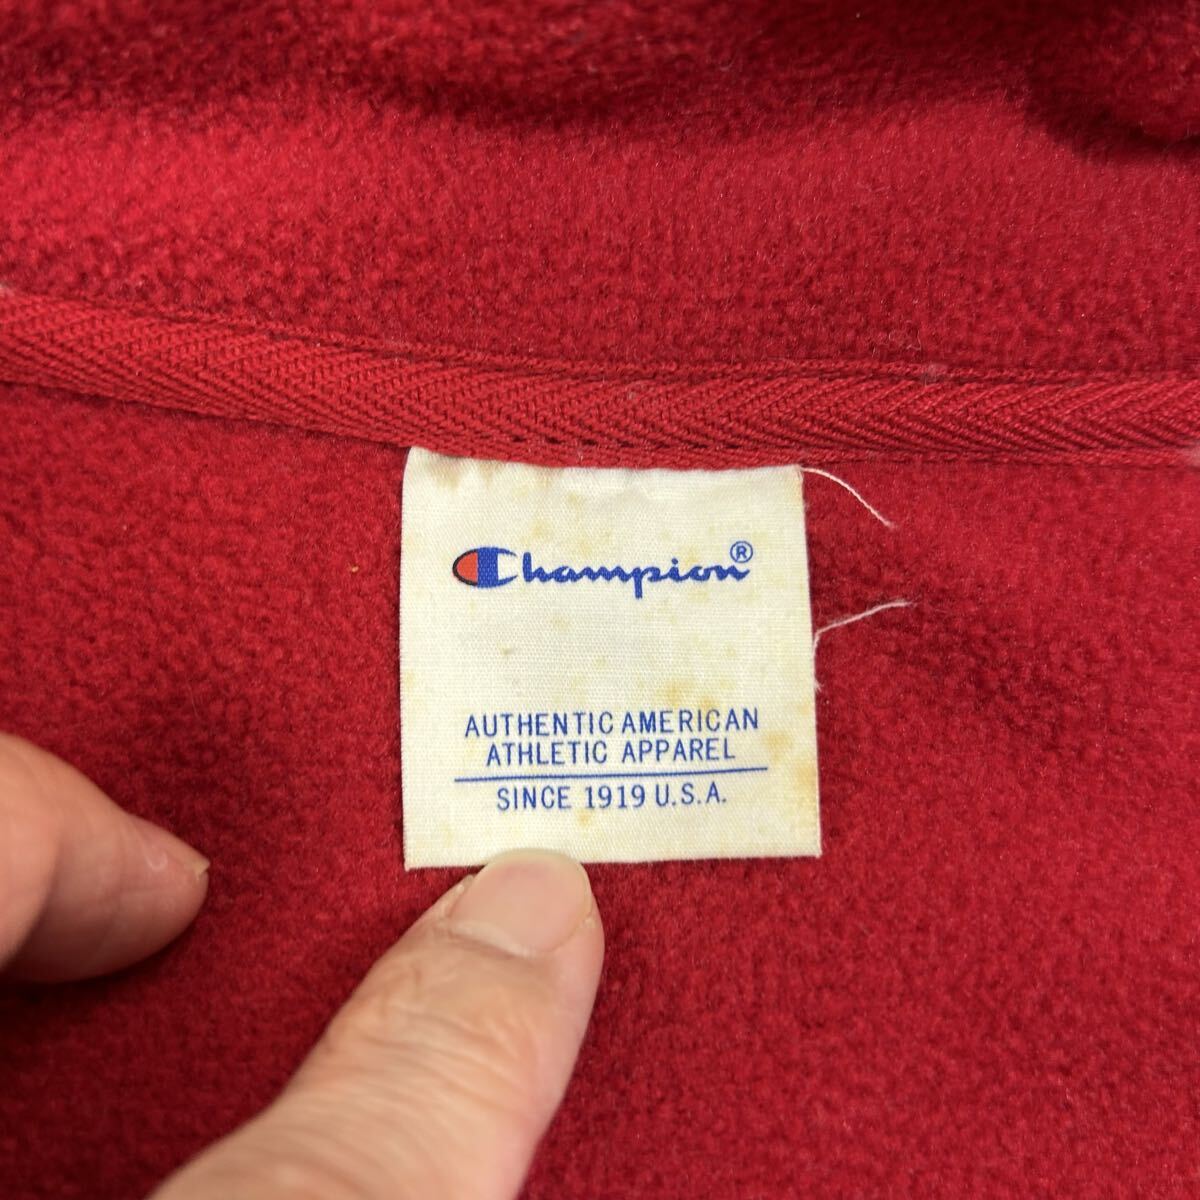 Champion®
AUTHENTIC AMERICAN
ATHLETIC APPAREL
SINCE 1919 U.S.A.